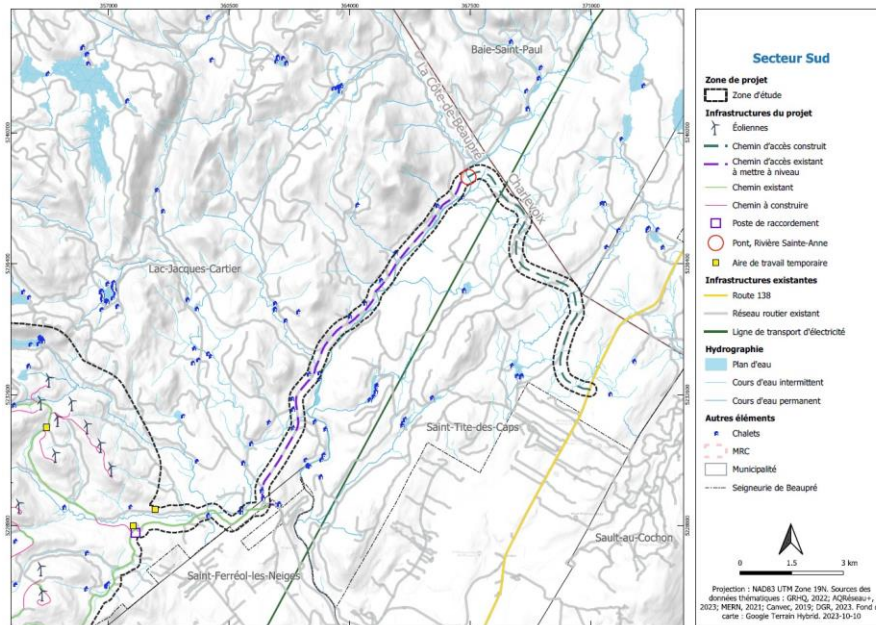 357000
360500
364000
367500
371000
Baie-Saint-Paul
La Côte-de-Beaupré
Charlevoix
Lac-Jacques-Cartier
Saint-Tite-des-Caps
Sault-au-Cochon
Saint-Ferréol-les-Neiges
Secteur Sud
Zone de projet
Zone d'étude
Infrastructures du projet
Éoliennes
Chemin d'accès construit
Chemin d'accès existant
à mettre à niveau
Chemin existant
Chemin à construire
Poste de raccordement
Pont, Rivière Sainte-Anne
Aire de travail temporaire
Infrastructures existantes
Route 138
Réseau routier existant
Ligne de transport d'électricité
Hydrographie
Plan d'eau
Cours d'eau intermittent
Cours d'eau permanent
Autres éléments
Chalets
MRC
Municipalité
Seigneurie de Beaupré
0 1.5 3 km
Projection : NAD83 UTM Zone 19N. Sources des
données thématiques : GRHQ, 2022; AQRéseau+,
2023; MERN, 2021; Canvec, 2019; DGR, 2023. Fond de
carte : Google Terrain Hybrid. 2023-10-10